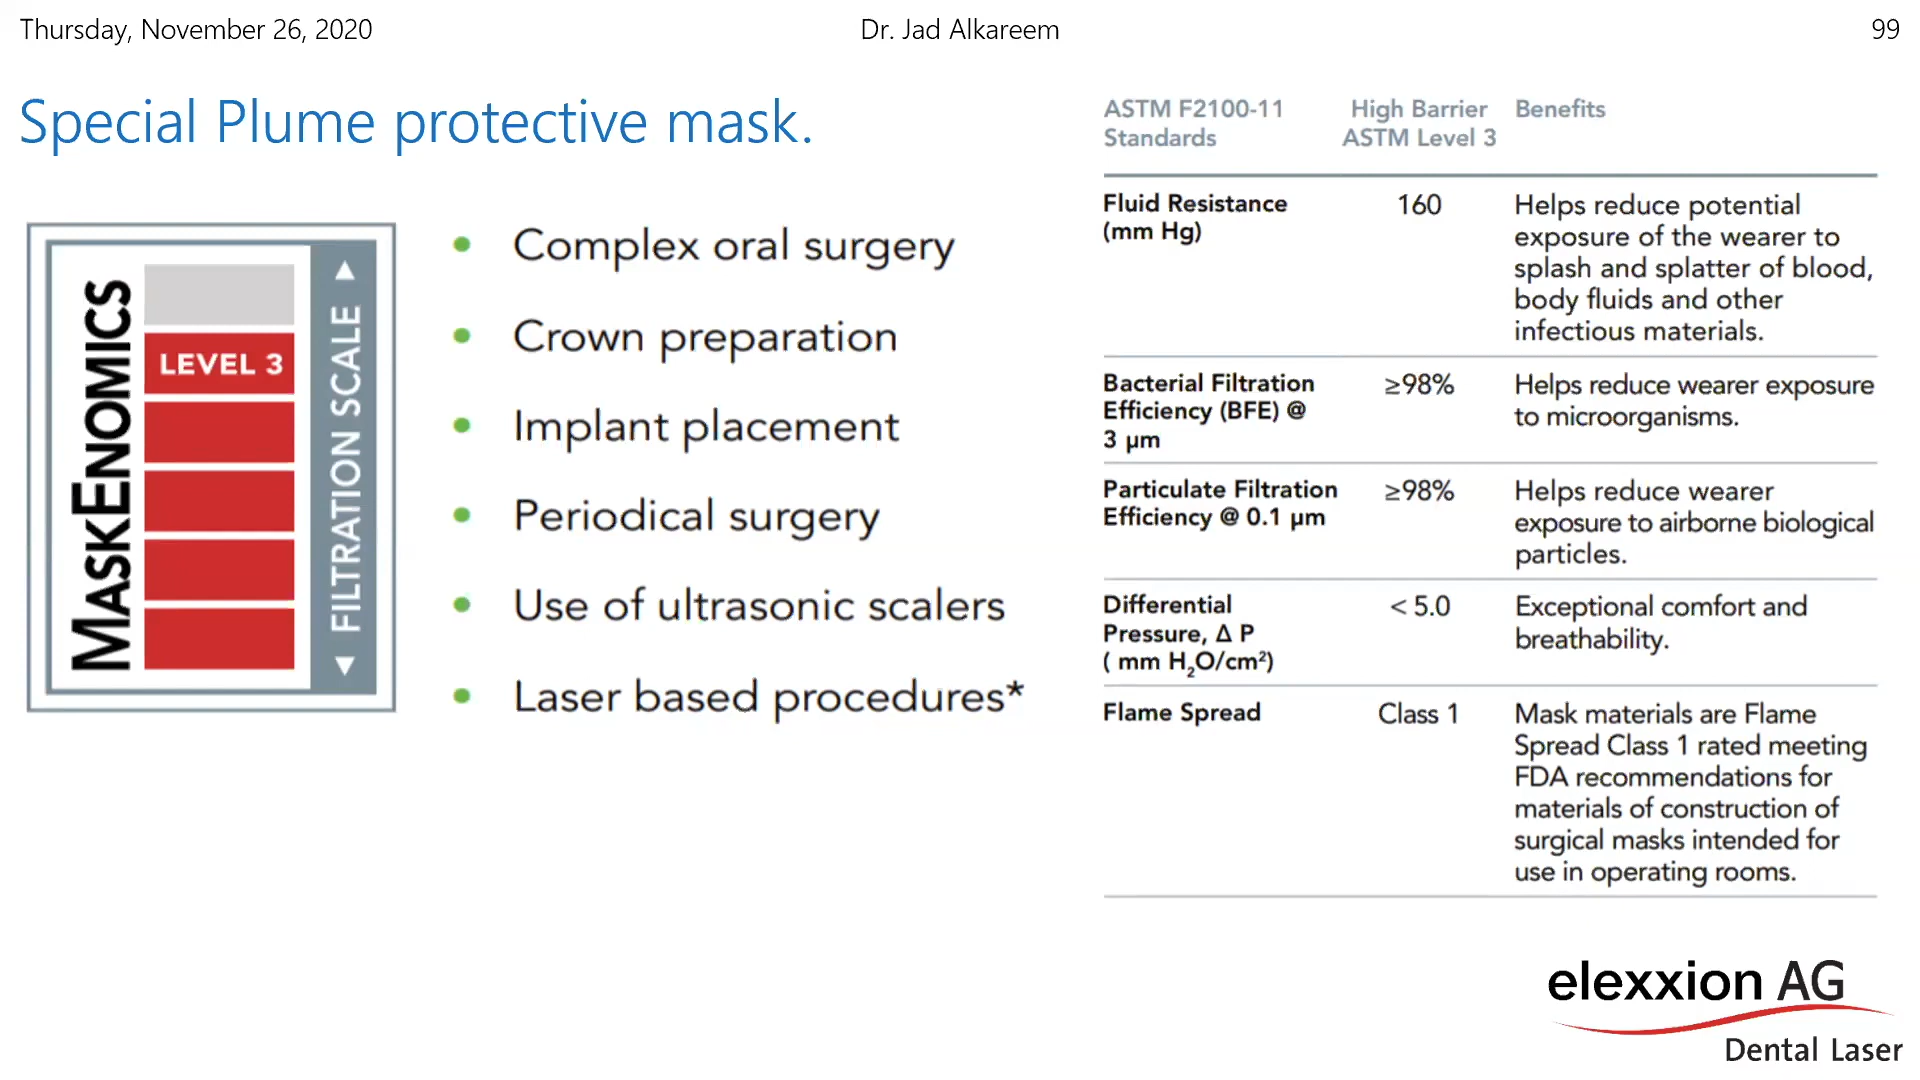 Thursday, November 26, 2020
Dr. Jad Alkareem
99
Special Plume protective mask.
MASKENOMICS
LEVEL 3
◄ FILTRATION SCALE ►
• Complex oral surgery
• Crown preparation
• Implant placement
• Periodical surgery
• Use of ultrasonic scalers
• Laser based procedures*
ASTM F2100-11
Standards
High Barrier
ASTM Level 3
Benefits
Fluid Resistance
(mm Hg)
160
Helps reduce potential
exposure of the wearer to
splash and splatter of blood,
body fluids and other
infectious materials.
Bacterial Filtration
Efficiency (BFE) @
3 µm
≥98%
Helps reduce wearer exposure
to microorganisms.
Particulate Filtration
Efficiency @ 0.1 µm
≥98%
Helps reduce wearer
exposure to airborne biological
particles.
Differential
Pressure, Δ P
( mm H₂O/cm²)
< 5.0
Exceptional comfort and
breathability.
Flame Spread
Class 1
Mask materials are Flame
Spread Class 1 rated meeting
FDA recommendations for
materials of construction of
surgical masks intended for
use in operating rooms.
elexxion AG
Dental Laser